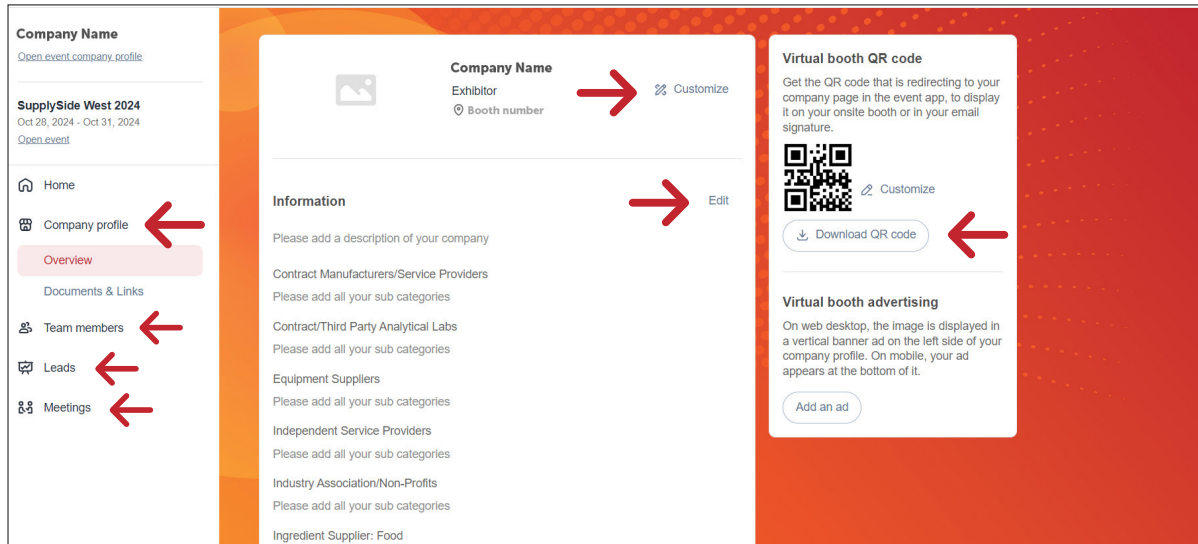 Company Name
Open event company profile
SupplySide West 2024
Oct 28, 2024 - Oct 31, 2024
Open event
Home
Company profile
Overview
Documents & Links
Team members
Leads
Meetings
Company Name
Exhibitor
Booth number
Customize
Information
Edit
Please add a description of your company
Contract Manufacturers/Service Providers
Please add all your sub categories
Contract/Third Party Analytical Labs
Please add all your sub categories
Equipment Suppliers
Please add all your sub categories
Independent Service Providers
Please add all your sub categories
Industry Association/Non-Profits
Please add all your sub categories
Ingredient Supplier: Food
Virtual booth QR code
Get the QR code that is redirecting to your
company page in the event app, to display
it on your onsite booth or in your email
signature.
Customize
Download QR code
Virtual booth advertising
On web desktop, the image is displayed in
a vertical banner ad on the left side of your
company profile. On mobile, your ad
appears at the bottom of it.
Add an ad